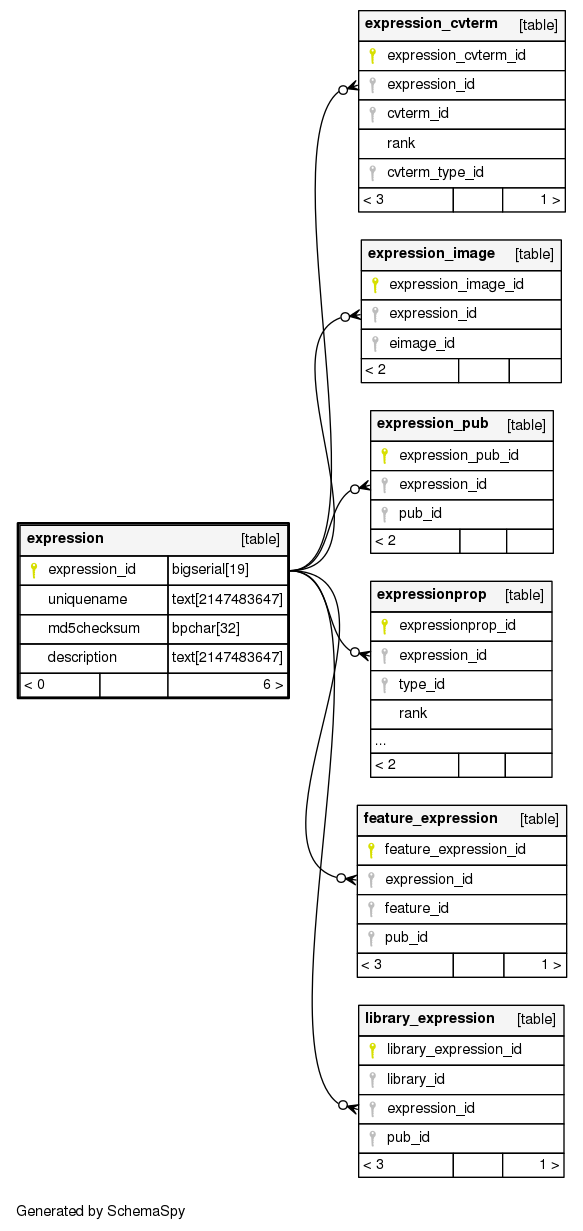 expression_cvterm [table]
expression_cvterm_id
expression_id
cvterm_id
rank
cvterm_type_id
< 3 1 >
expression_image [table]
expression_image_id
expression_id
eimage_id
< 2
expression_pub [table]
expression_pub_id
expression_id
pub_id
< 2
expression [table]
expression_id bigserial[19]
uniquename text[2147483647]
md5checksum bpchar[32]
description text[2147483647]
< 0 6 >
expressionprop [table]
expressionprop_id
expression_id
type_id
rank
...
< 2
feature_expression [table]
feature_expression_id
expression_id
feature_id
pub_id
< 3 1 >
library_expression [table]
library_expression_id
library_id
expression_id
pub_id
< 3 1 >
Generated by SchemaSpy